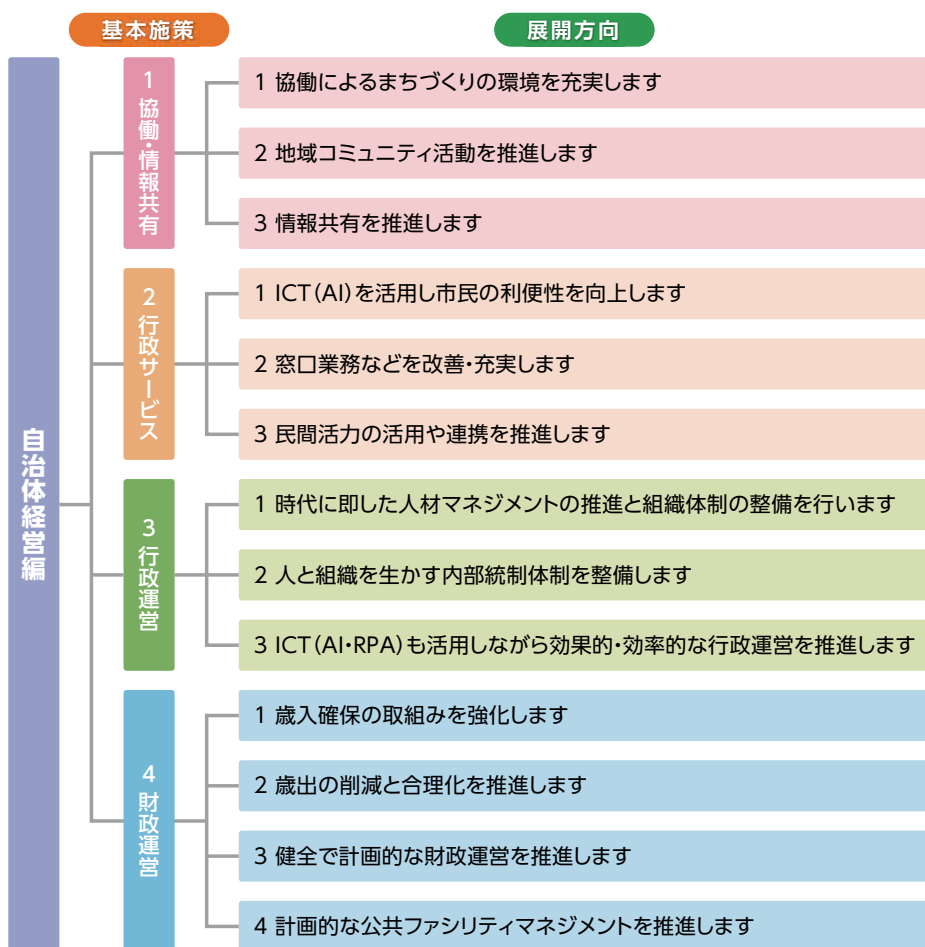 基本施策
展開方向
自治体経営編
1 協働・情報共有
1 協働によるまちづくりの環境を充実します
2 地域コミュニティ活動を推進します
3 情報共有を推進します
2 行政サービス
1 ICT(AI)を活用し市民の利便性を向上します
2 窓口業務などを改善・充実します
3 民間活力の活用や連携を推進します
3 行政運営
1 時代に即した人材マネジメントの推進と組織体制の整備を行います
2 人と組織を生かす内部統制体制を整備します
3 ICT(AI・RPA)も活用しながら効果的・効率的な行政運営を推進します
4 財政運営
1 歳入確保の取組みを強化します
2 歳出の削減と合理化を推進します
3 健全で計画的な財政運営を推進します
4 計画的な公共ファシリティマネジメントを推進します